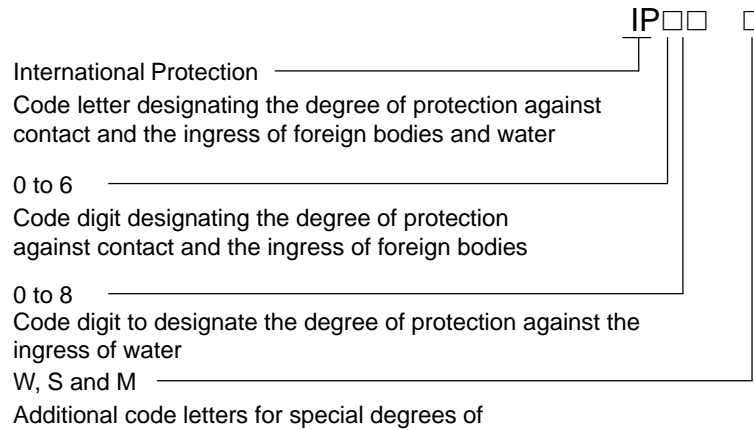 IP□□ □
International Protection
Code letter designating the degree of protection against
contact and the ingress of foreign bodies and water
0 to 6
Code digit designating the degree of protection
against contact and the ingress of foreign bodies
0 to 8
Code digit to designate the degree of protection against the
ingress of water
W, S and M
Additional code letters for special degrees of